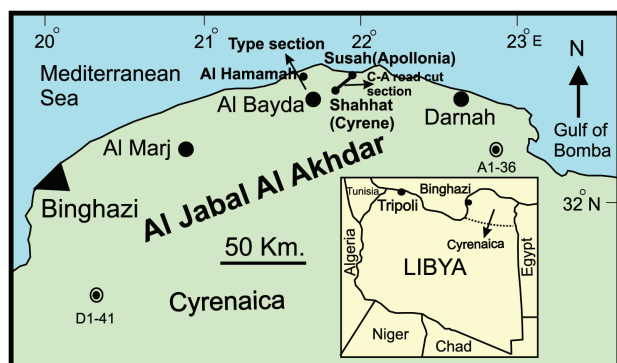 20°
21°
22°
23° E
Type section
Susah(Apollonia)
N
Mediterranean
Sea
Al Hamamah
C-A road cut
section
Al Bayda
Shahhat
(Cyrene)
Darnah
Gulf of
Bomba
Al Marj
A1-36
Al Jabal Al Akhdar
Binghazi
32° N
50 Km.
Cyrenaica
D1-41
Tunisia
Binghazi
Tripoli
Cyrenaica
Algeria
LIBYA
Egypt
Niger
Chad